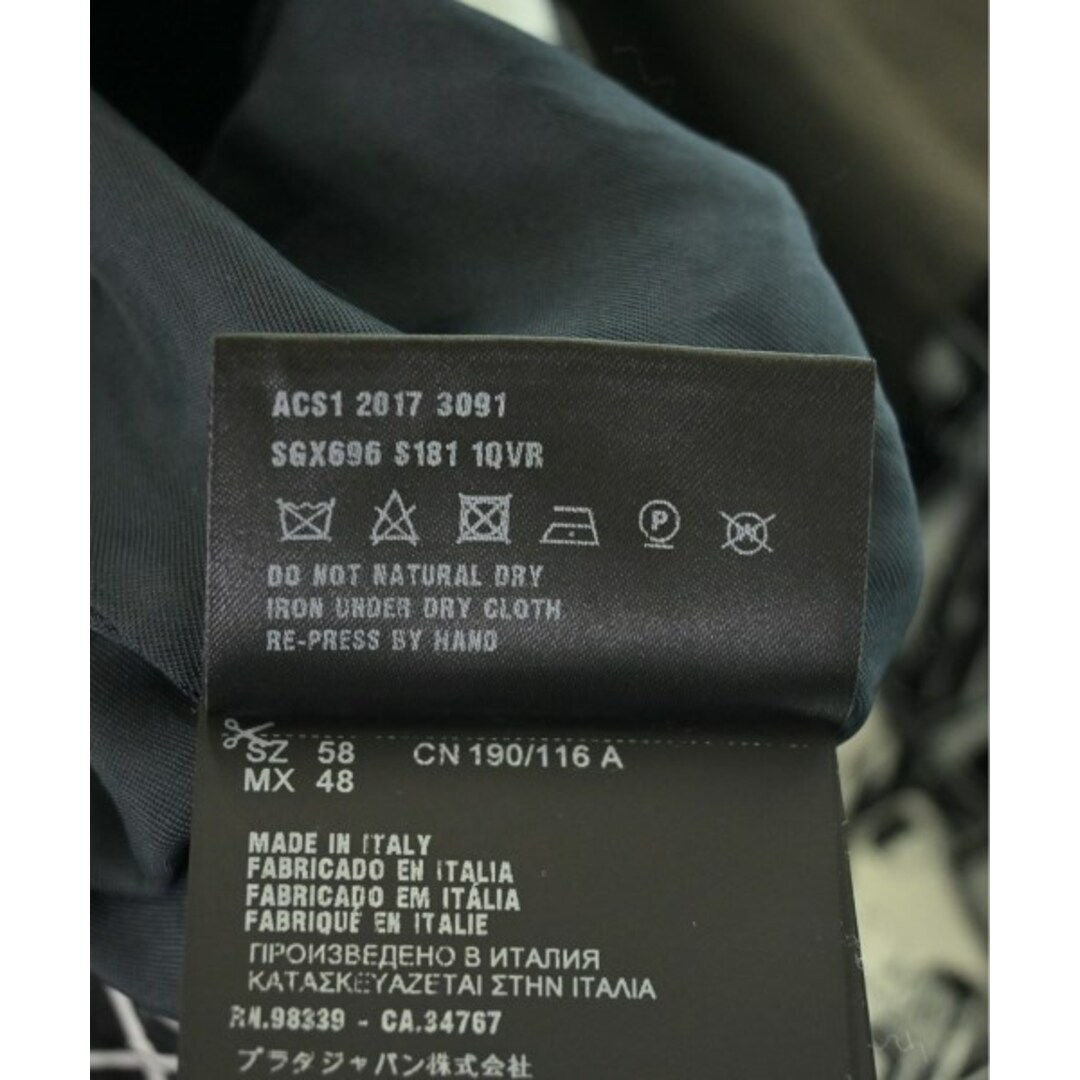 ACS1 2017 3091
SGX696 S181 1QVR
P
DO NOT NATURAL DRY
IRON UNDER DRY CLOTH
RE-PRESS BY HAND
SZ 58 CN 190/116 A
MX 48
MADE IN ITALY
FABRICADO EN ITALIA
FABRICADO EM ITÁLIA
FABRIQUÉ EN ITALIE
ПРОИЗВЕДЕНО В ИТАЛИЯ
ΚΑΤΑΣΚΕΥΑΖΕΤΑΙ ΣΤΗΝ ΙΤΑΛΙΑ
RN.98339 - CA.34767
プラダジャパン株式会社